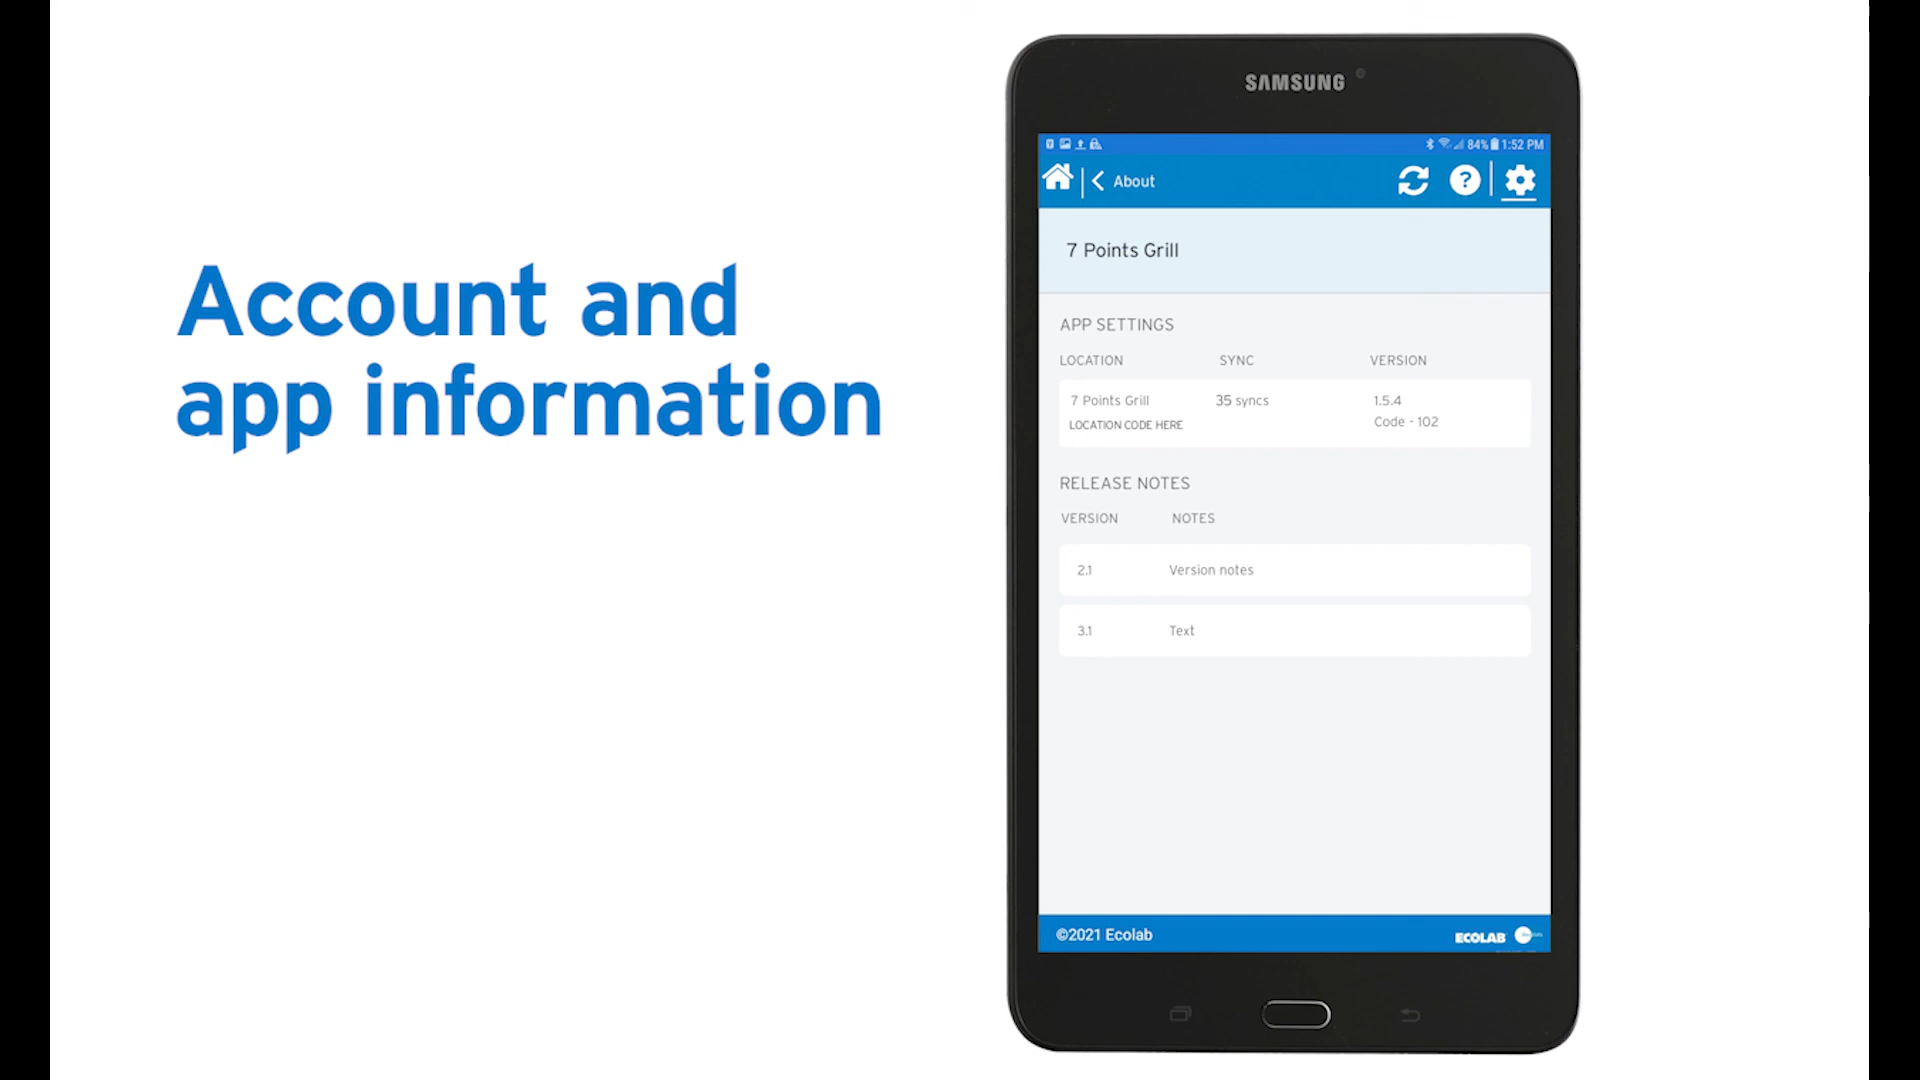 Account and
app information
SAMSUNG
84% 1:52 PM
About
7 Points Grill
APP SETTINGS
LOCATION SYNC VERSION
7 Points Grill 35 syncs 1.5.4
LOCATION CODE HERE Code - 102
RELEASE NOTES
VERSION NOTES
2.1 Version notes
3.1 Text
©2021 Ecolab
ECOLAB